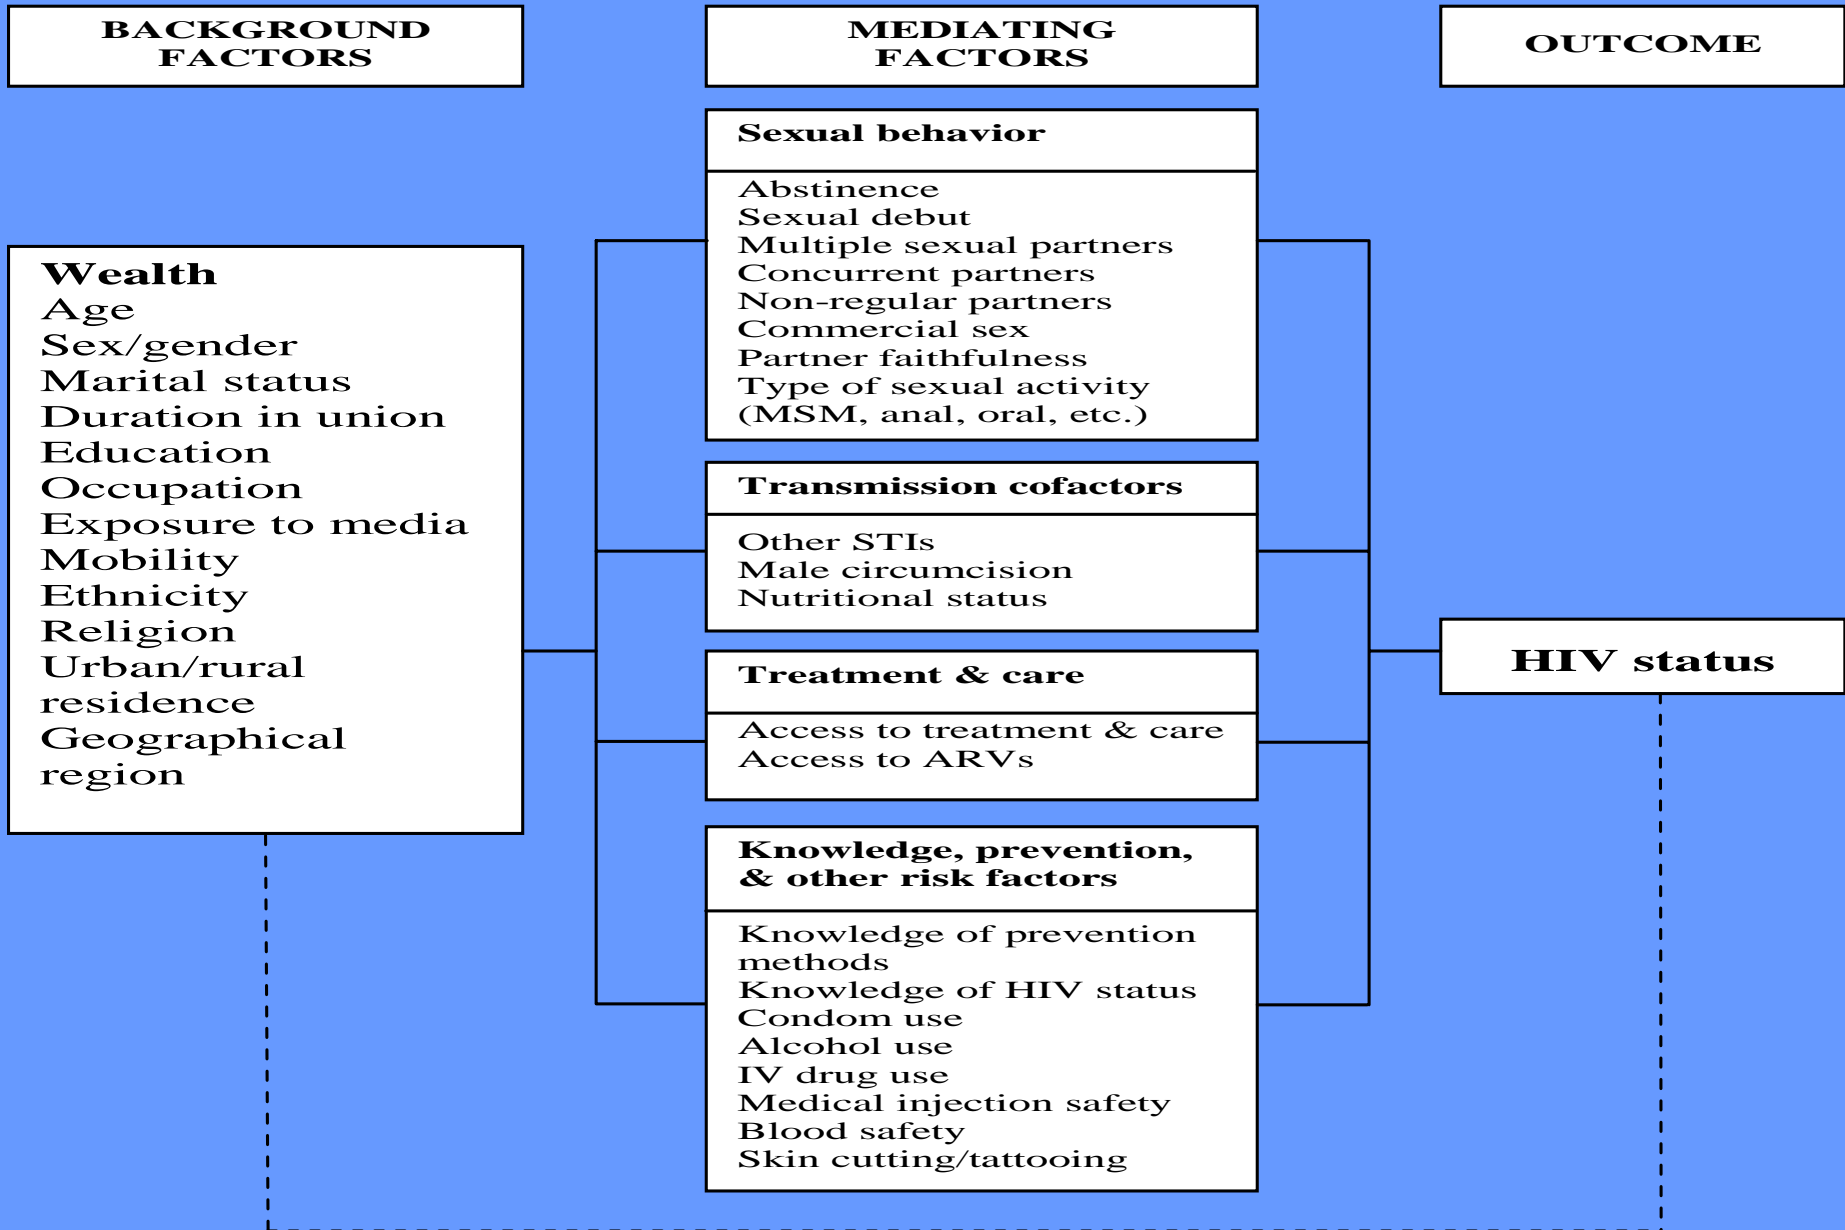 BACKGROUND
FACTORS
MEDIATING
FACTORS
OUTCOME
Wealth
Age
Sex/gender
Marital status
Duration in union
Education
Occupation
Exposure to media
Mobility
Ethnicity
Religion
Urban/rural
residence
Geographical
region
Sexual behavior
Abstinence
Sexual debut
Multiple sexual partners
Concurrent partners
Non-regular partners
Commercial sex
Partner faithfulness
Type of sexual activity
(MSM, anal, oral, etc.)
Transmission cofactors
Other STIs
Male circumcision
Nutritional status
Treatment & care
Access to treatment & care
Access to ARVs
Knowledge, prevention,
& other risk factors
Knowledge of prevention
methods
Knowledge of HIV status
Condom use
Alcohol use
IV drug use
Medical injection safety
Blood safety
Skin cutting/tattooing
HIV status